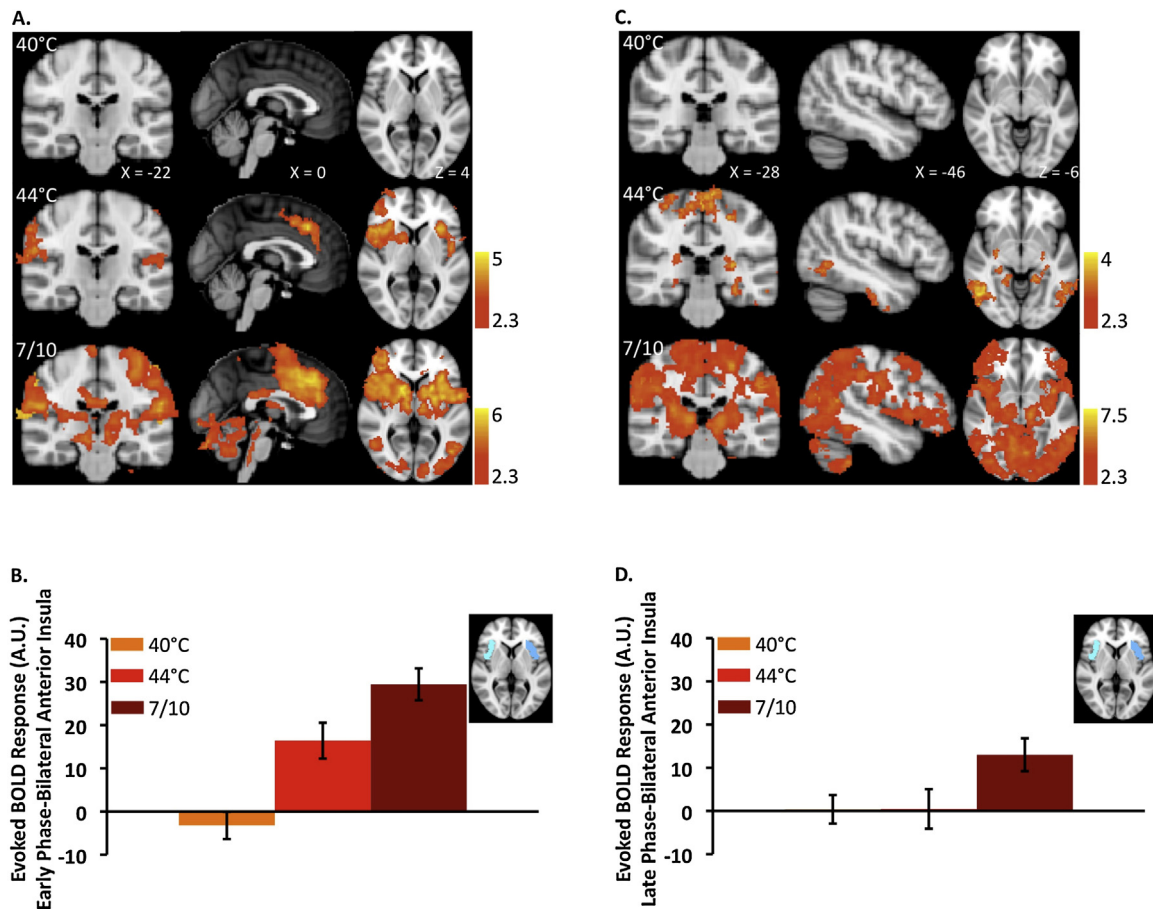 A.
40°C
X = -22
X = 0
Z = 4
44°C
5
2.3
7/10
6
2.3
C.
40°C
X = -28
X = -46
Z = -6
44°C
4
2.3
7/10
7.5
2.3
B.
Evoked BOLD Response (A.U.)
Early Phase-Bilateral Anterior Insula
40
30
20
10
0
-10
40°C
44°C
7/10
D.
Evoked BOLD Response (A.U.)
Late Phase-Bilateral Anterior Insula
40
30
20
10
0
-10
40°C
44°C
7/10